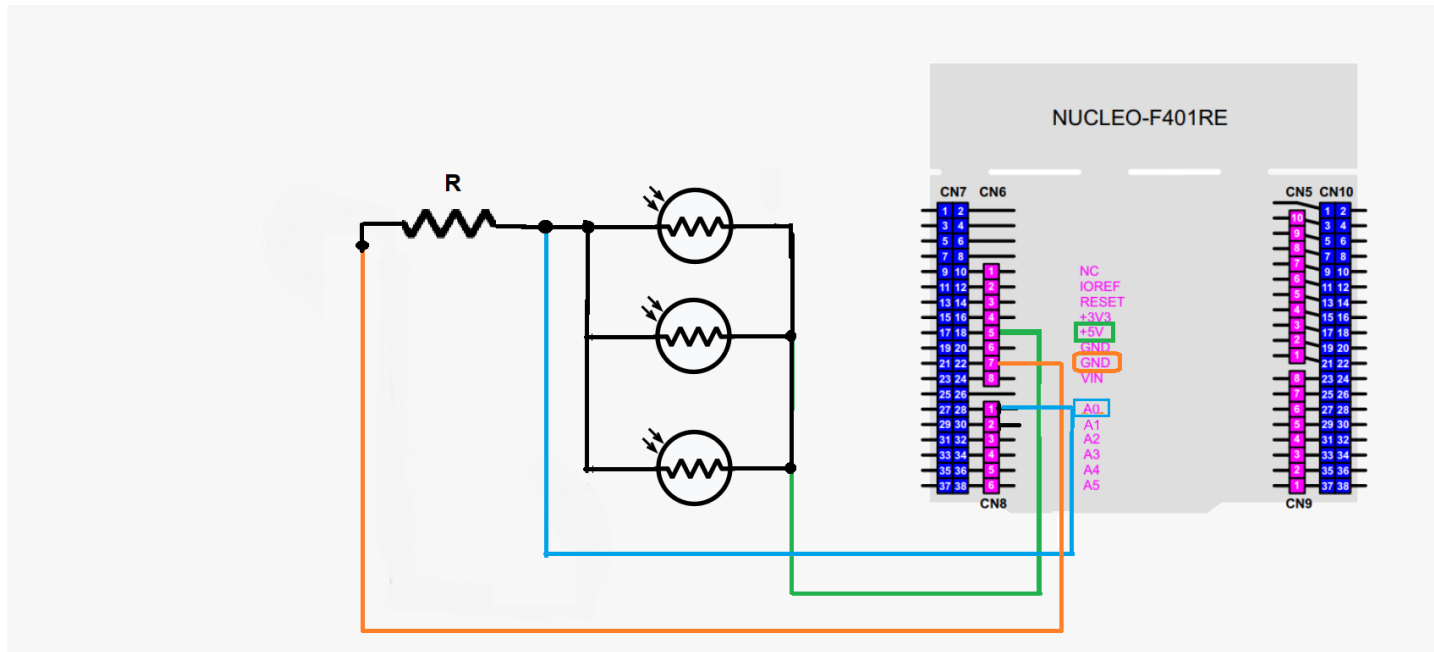 NUCLEO-F401RE
R
CN7 CN6
CN5 CN10
1 2
3 4
5 6
7 8
9 10 1 NC
11 12 2 IOREF
13 14 3 RESET
15 16 4 +3V3
17 18 5 +5V
19 20 6 GND
21 22 7 GND
23 24 8 VIN
25 26
27 28 1 A0
29 30 2 A1
31 32 3 A2
33 34 4 A3
35 36 5 A4
37 38 6 A5
CN8
10 1 2
9 3 4
8 5 6
7 7 8
6 9 10
5 11 12
4 13 14
3 15 16
2 17 18
1 19 20
21 22
8 23 24
7 25 26
6 27 28
5 29 30
4 31 32
3 33 34
2 35 36
1 37 38
CN9